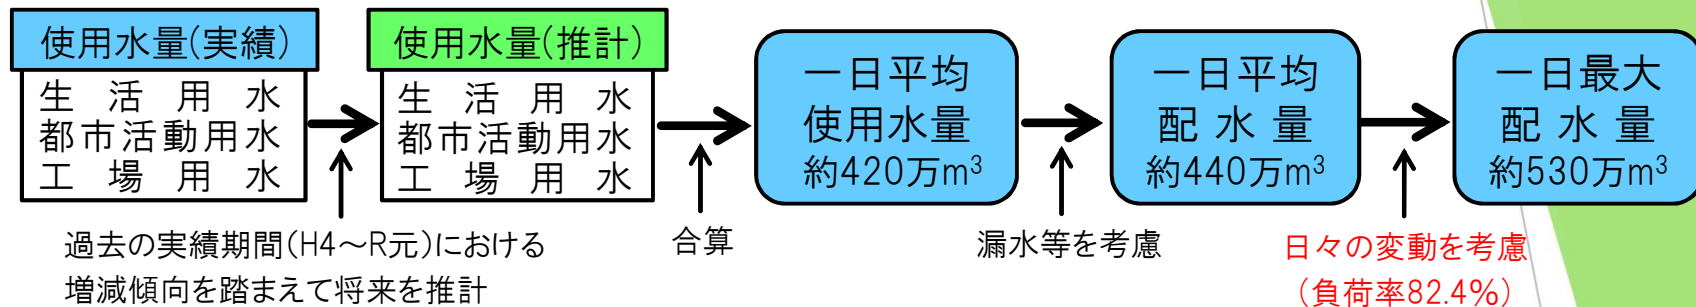 使用水量(実績)
生活用水
都市活動用水
工場用水
過去の実績期間(H4～R元)における
増減傾向を踏まえて将来を推計
使用水量(推計)
生活用水
都市活動用水
工場用水
合算
一日平均
使用水量
約420万m³
漏水等を考慮
一日平均
配水量
約440万m³
日々の変動を考慮
(負荷率82.4%)
一日最大
配水量
約530万m³